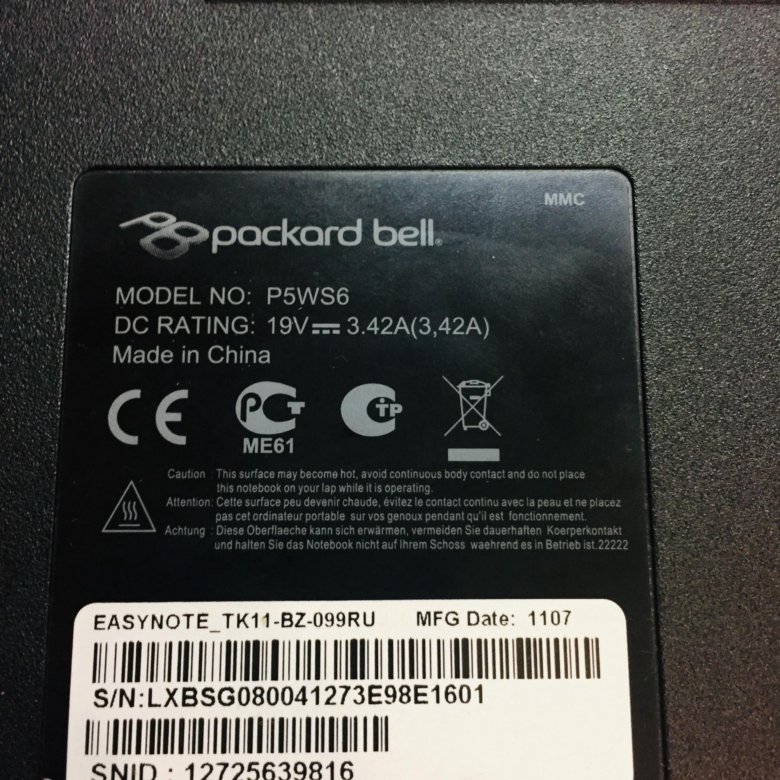 MMC
packard bell®
MODEL NO: P5WS6
DC RATING: 19V⎓ 3.42A(3,42A)
Made in China
CE PCT CTP
ME61
Caution : This surface may become hot, avoid continuous body contact and do not place
this notebook on your lap while it is operating.
Attention: Cette surface peu devenir chaude, évitez le contact continu avec la peau et ne placez
pas cet ordinateur portable sur vos genoux pendant qu'il est fonctionnement.
Achtung : Diese Oberflaeche kann sich erwärmen, vermeiden Sie dauerhaften Koerperkontakt
und halten Sie das Notebook nicht auf Ihrem Schoss waehrend es in Betrieb ist.22222
EASYNOTE_TK11-BZ-099RU MFG Date: 1107
S/N:LXBSG080041273E98E1601
SNID : 12725639816